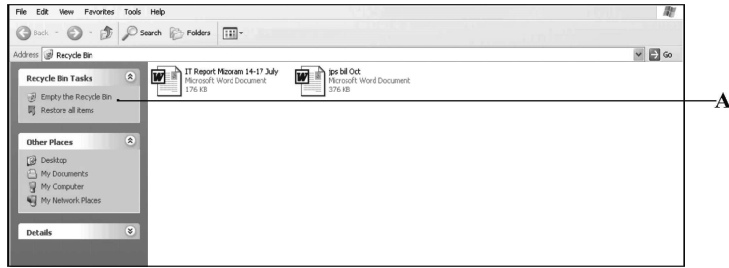 File Edit View Favorites Tools Help
Back Search Folders
Address Recycle Bin Go
Recycle Bin Tasks
Empty the Recycle Bin
Restore all items
Other Places
Desktop
My Documents
My Computer
My Network Places
Details
IT Report Mizoram 14-17 July
Microsoft Word Document
176 KB
jps bil Oct
Microsoft Word Document
376 KB
A